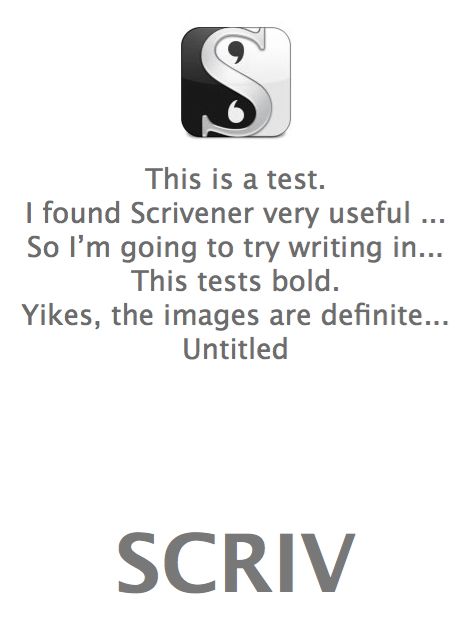 This is a test.
I found Scrivener very useful ...
So I’m going to try writing in...
This tests bold.
Yikes, the images are definite...
Untitled
SCRIV